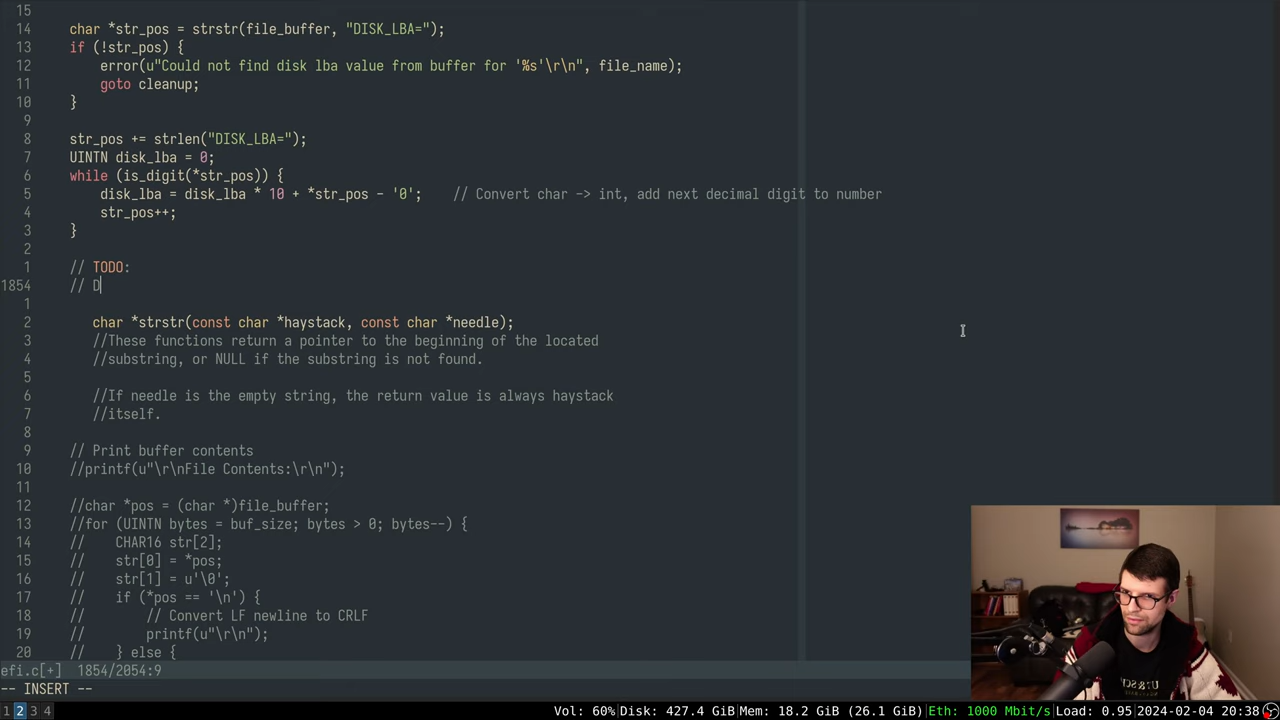 15
14 char *str_pos = strstr(file_buffer, "DISK_LBA=");
13 if (!str_pos) {
12 error(u"Could not find disk lba value from buffer for '%s'\r\n", file_name);
11 goto cleanup;
10 }
9
8 str_pos += strlen("DISK_LBA=");
7 UINTN disk_lba = 0;
6 while (is_digit(*str_pos)) {
5 disk_lba = disk_lba * 10 + *str_pos - '0'; // Convert char -> int, add next decimal digit to number
4 str_pos++;
3 }
2
1 // TODO:
1854 // D
1
2 char *strstr(const char *haystack, const char *needle);
3 //These functions return a pointer to the beginning of the located
4 //substring, or NULL if the substring is not found.
5
6 //If needle is the empty string, the return value is always haystack
7 //itself.
8
9 // Print buffer contents
10 //printf(u"\r\nFile Contents:\r\n");
11
12 //char *pos = (char *)file_buffer;
13 //for (UINTN bytes = buf_size; bytes > 0; bytes--) {
14 // CHAR16 str[2];
15 // str[0] = *pos;
16 // str[1] = u'\0';
17 // if (*pos == '\n') {
18 // // Convert LF newline to CRLF
19 // printf(u"\r\n");
20 // } else {
efi.c[+] 1854/2054:9
-- INSERT --
1 2 3 4 Vol: 60% Disk: 427.4 GiB Mem: 18.2 GiB (26.1 GiB) Eth: 1000 Mbit/s Load: 0.95 2024-02-04 20:38